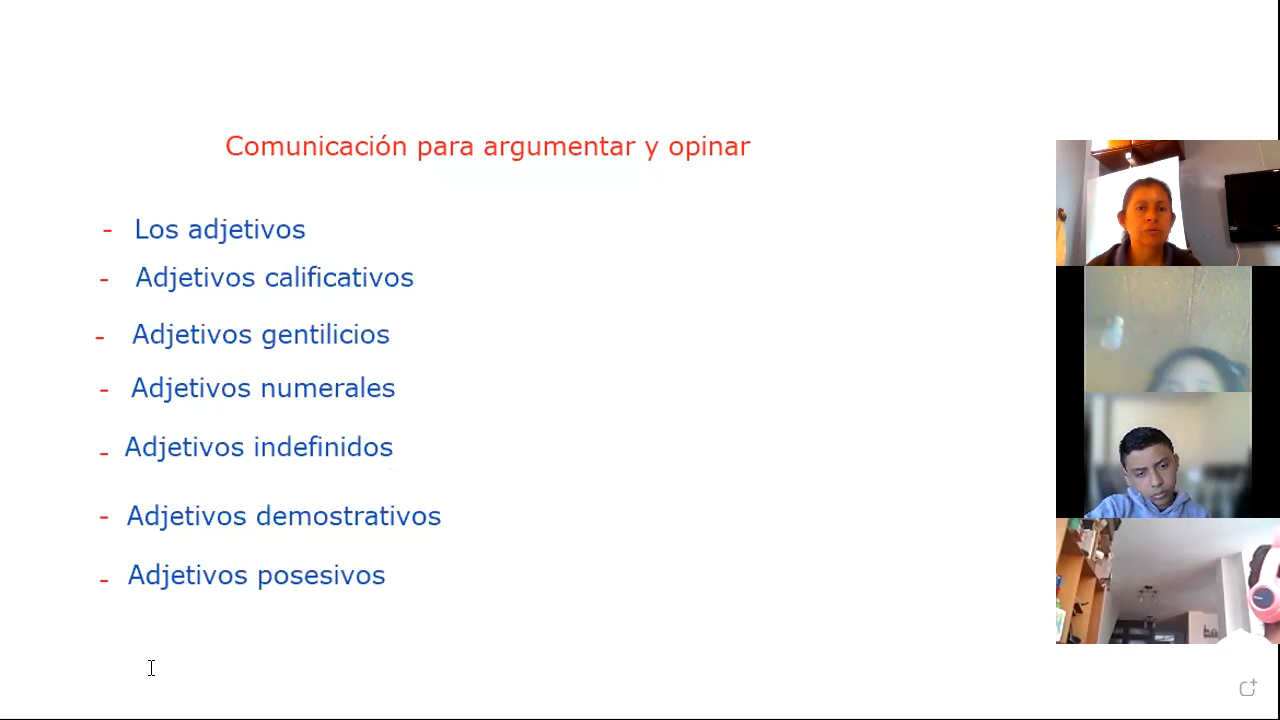 Comunicación para argumentar y opinar
- Los adjetivos
- Adjetivos calificativos
- Adjetivos gentilicios
- Adjetivos numerales
- Adjetivos indefinidos
- Adjetivos demostrativos
- Adjetivos posesivos